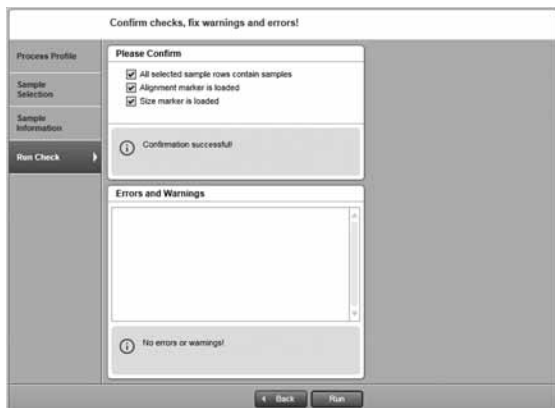 Confirm checks, fix warnings and errors!
Process Profile
Sample
Selection
Sample
Information
Run Check
Please Confirm
All selected sample rows contain samples
Alignment marker is loaded
Size marker is loaded
Confirmation successful!
Errors and Warnings
No errors or warnings!
Back
Run